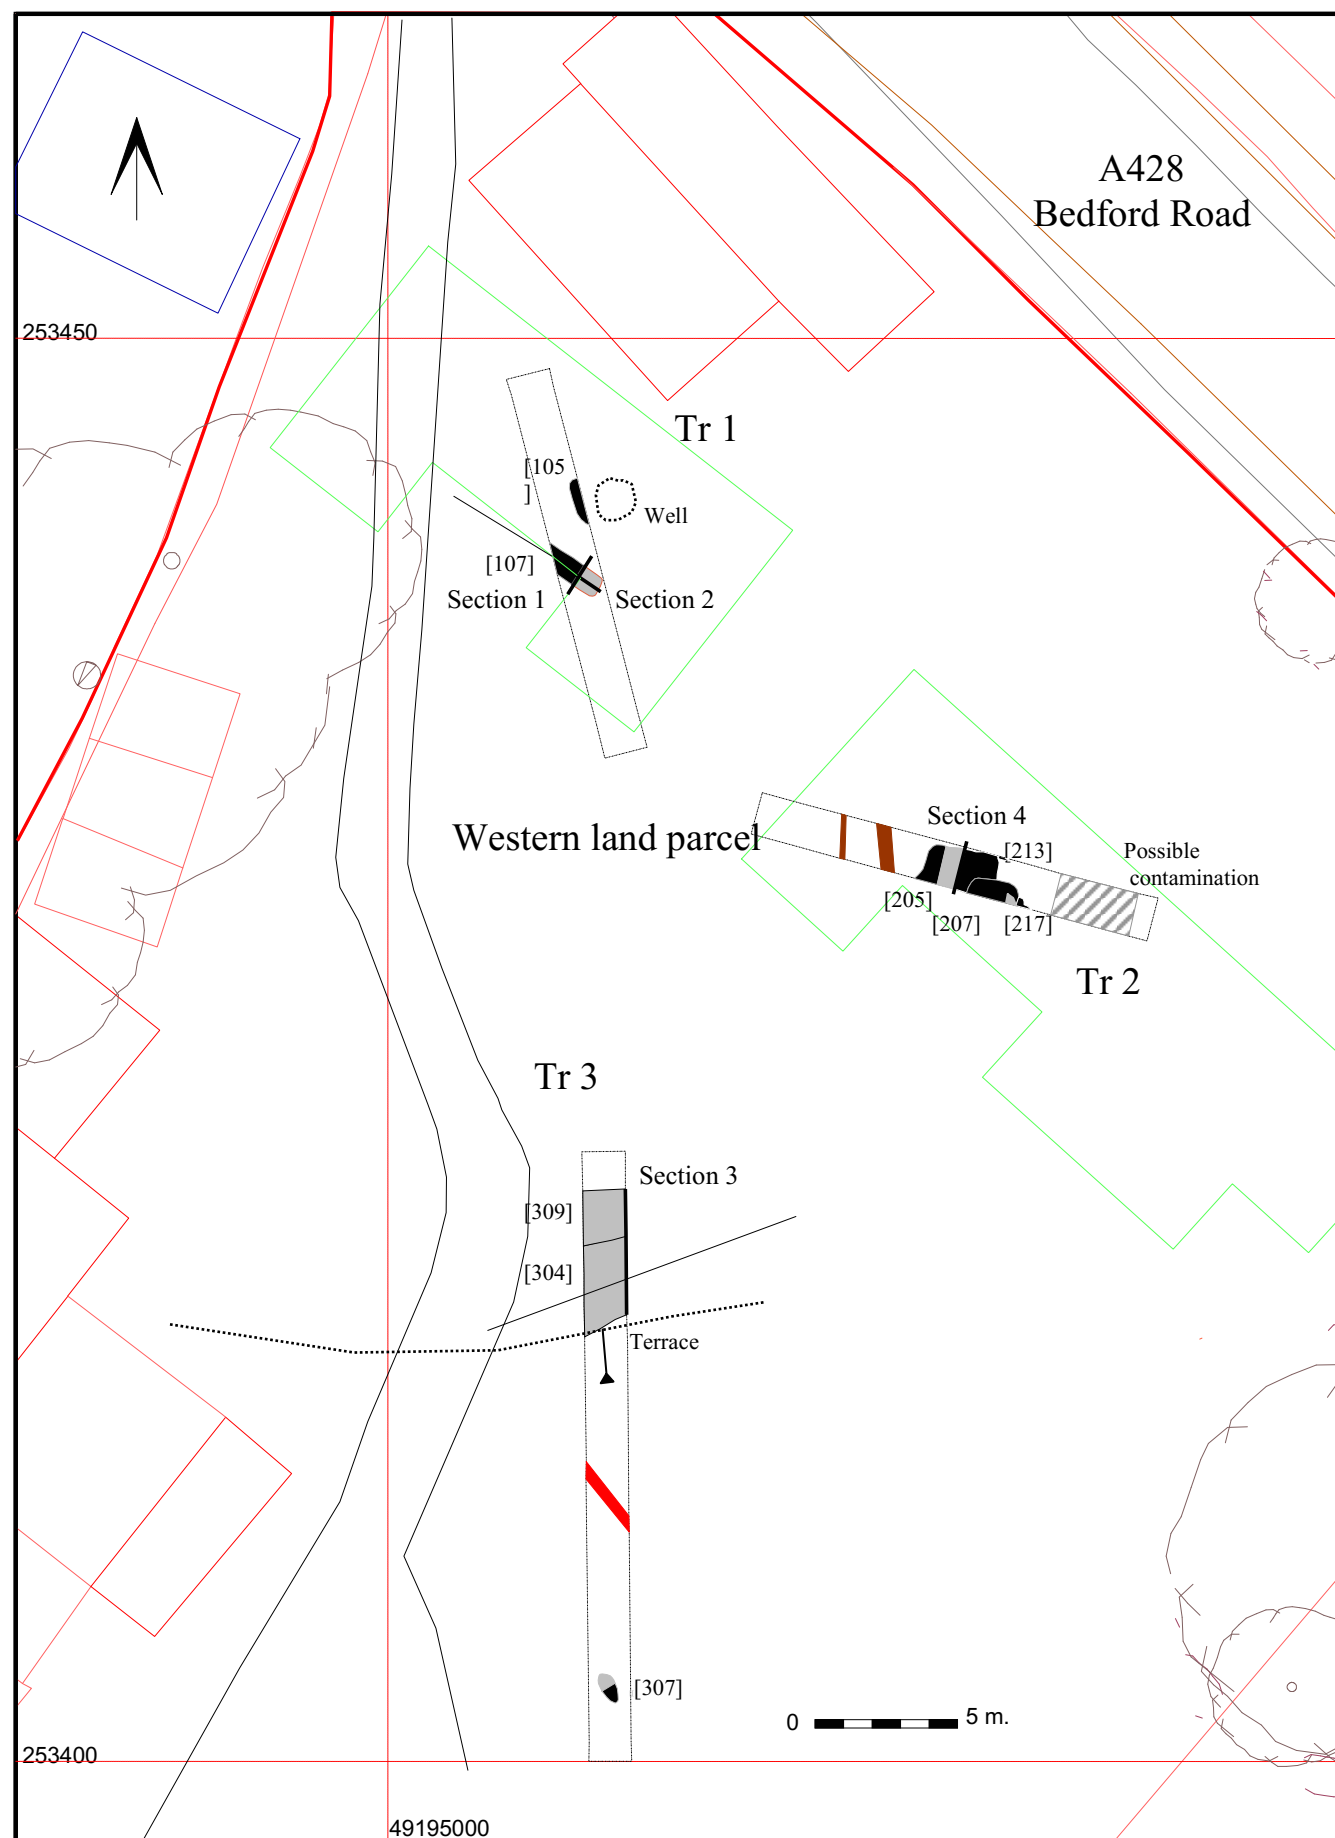 A428
Bedford Road
253450
Tr 1
[105
]
Well
[107]
Section 1
Section 2
Western land parcel
Section 4
[213]
Possible
contamination
[205]
[207]
[217]
Tr 2
Tr 3
Section 3
[309]
[304]
Terrace
[307]
0
5 m.
253400
49195000